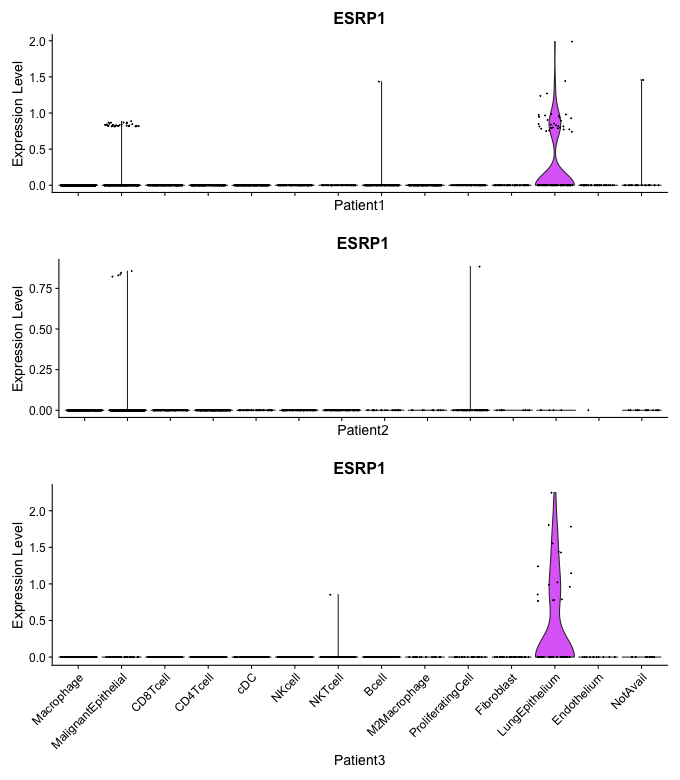 ESRP1
Expression Level
2.0
1.5
1.0
0.5
0.0
Patient1
ESRP1
Expression Level
0.75
0.50
0.25
0.00
Patient2
ESRP1
Expression Level
2.0
1.5
1.0
0.5
0.0
Macrophage
MalignantEpithelial
CD8Tcell
CD4Tcell
cDC
NKcell
NKTcell
Bcell
M2Macrophage
ProliferatingCell
Fibroblast
LungEpithelium
Endothelium
NotAvail
Patient3